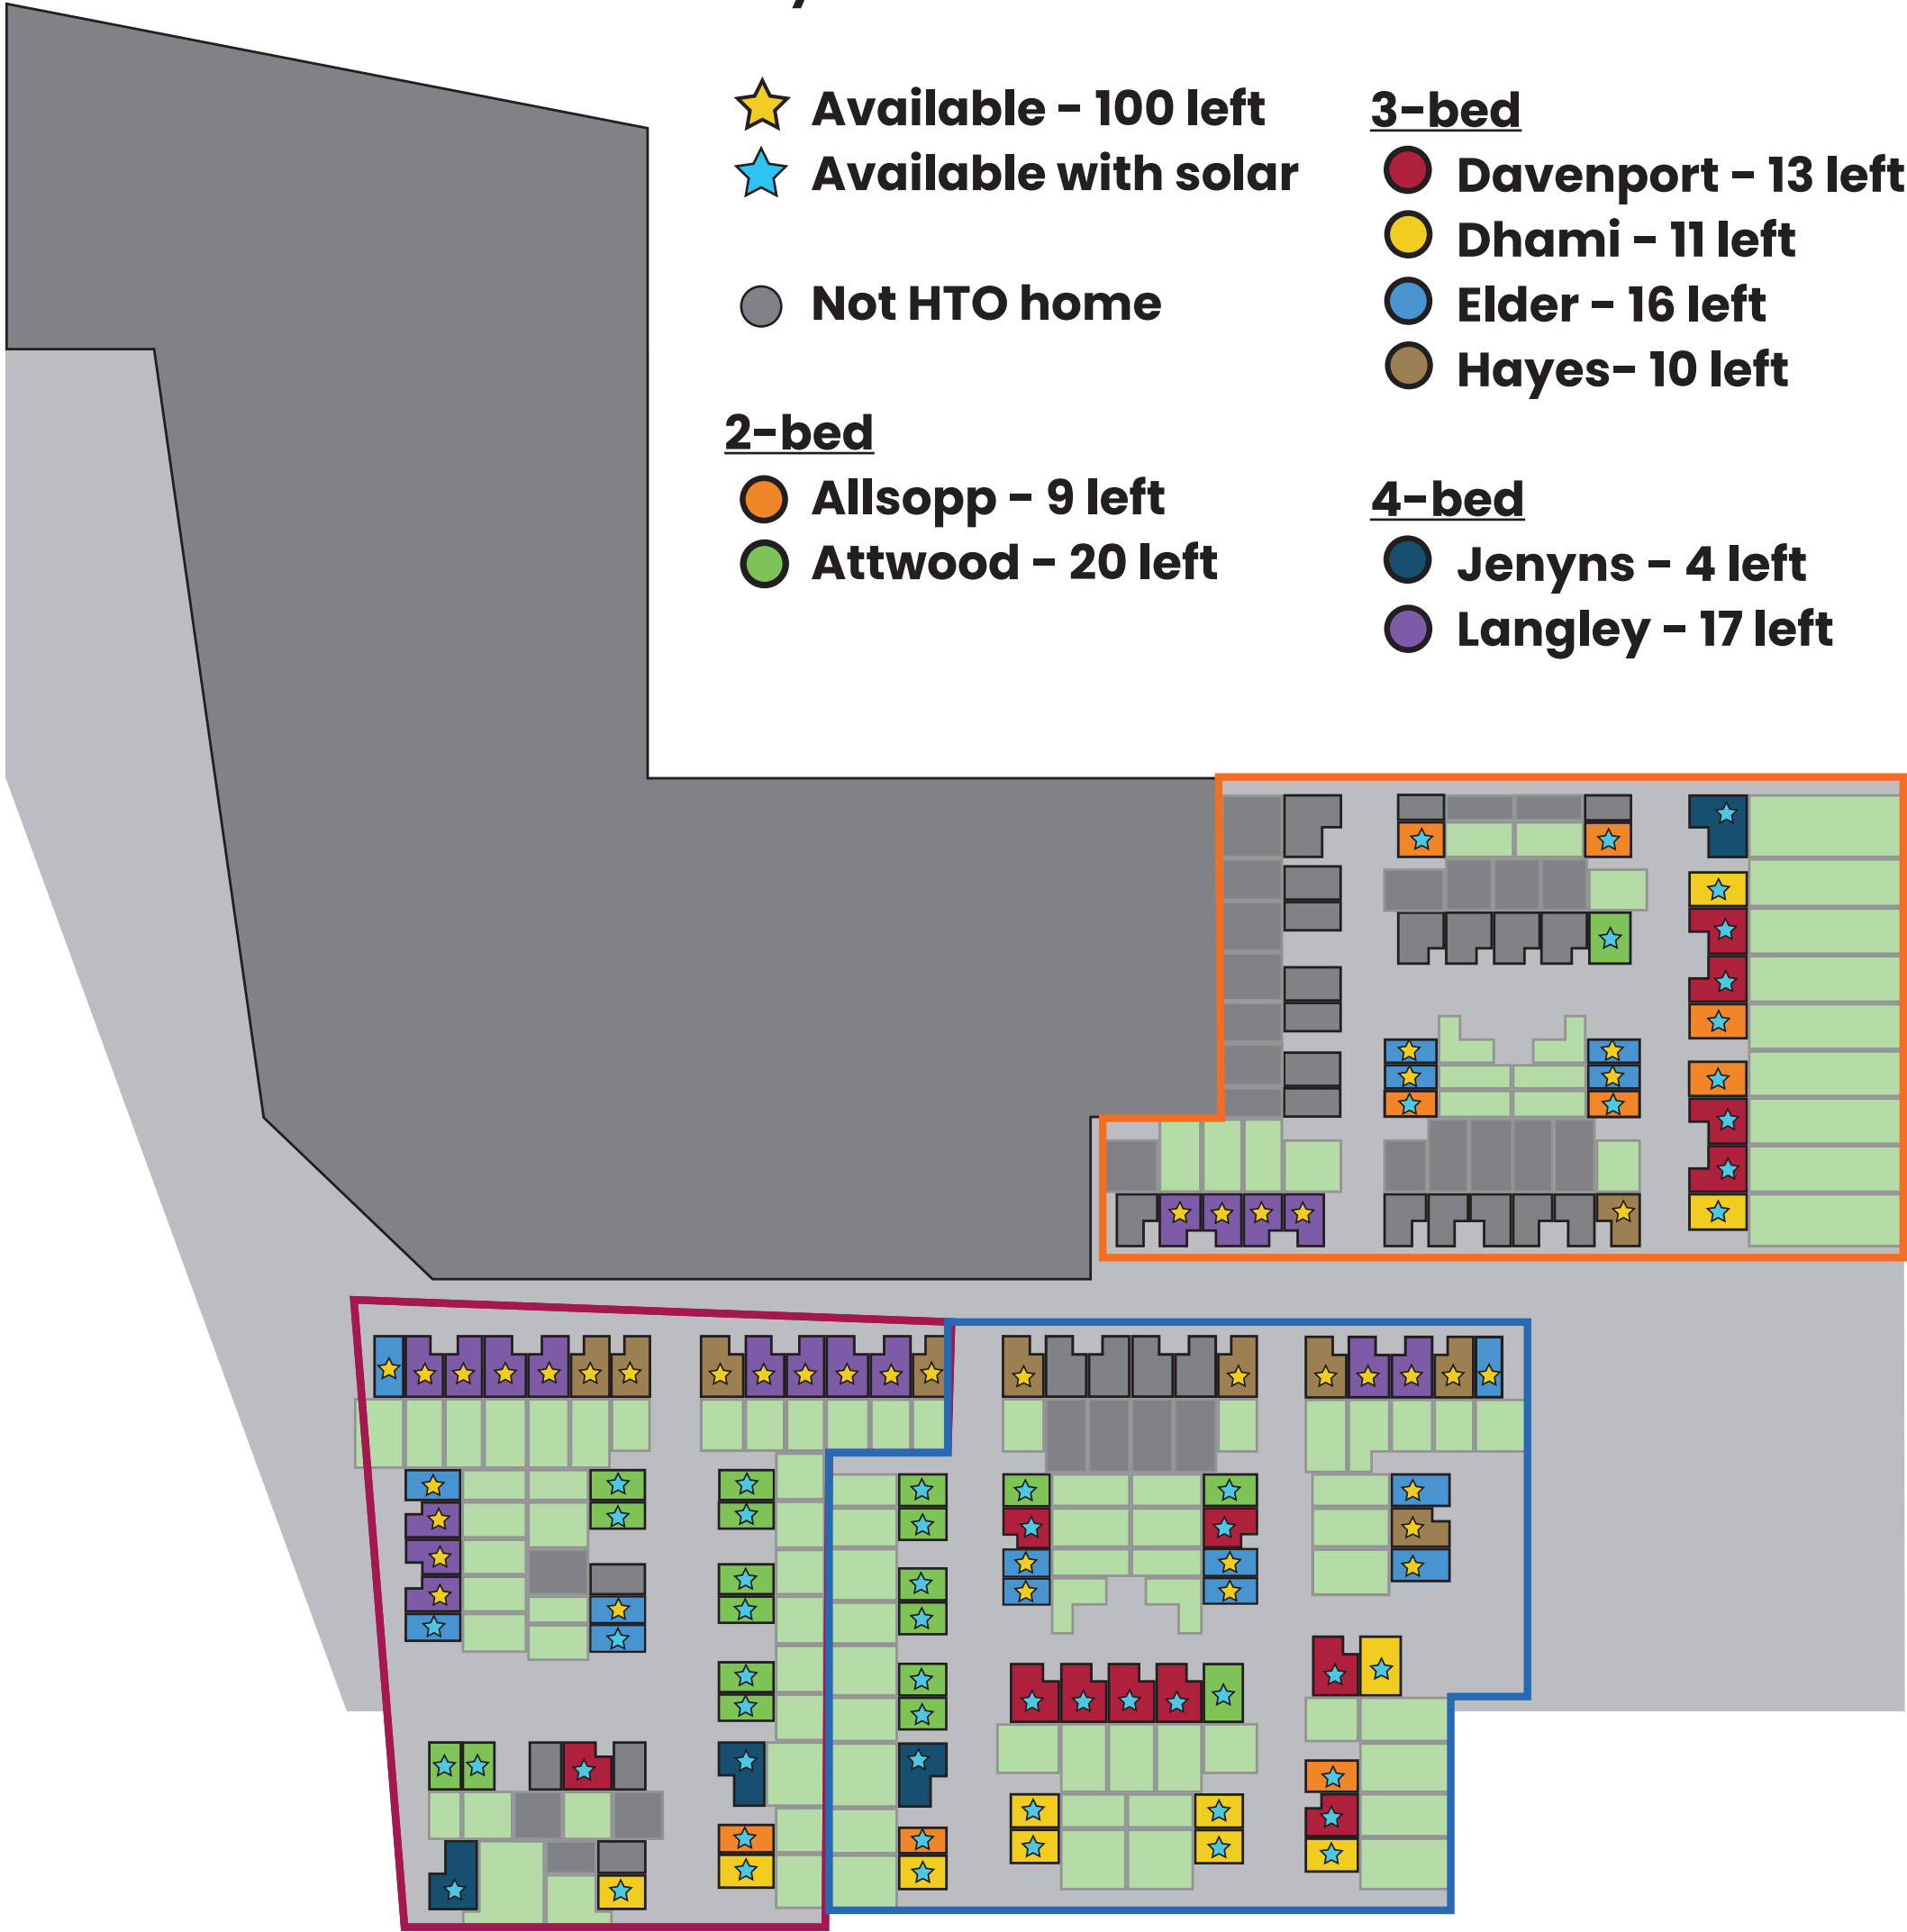 Available - 100 left
Available with solar
Not HTO home
2-bed
Allsopp - 9 left
Attwood - 20 left
3-bed
Davenport - 13 left
Dhami - 11 left
Elder - 16 left
Hayes- 10 left
4-bed
Jenyns - 4 left
Langley - 17 left